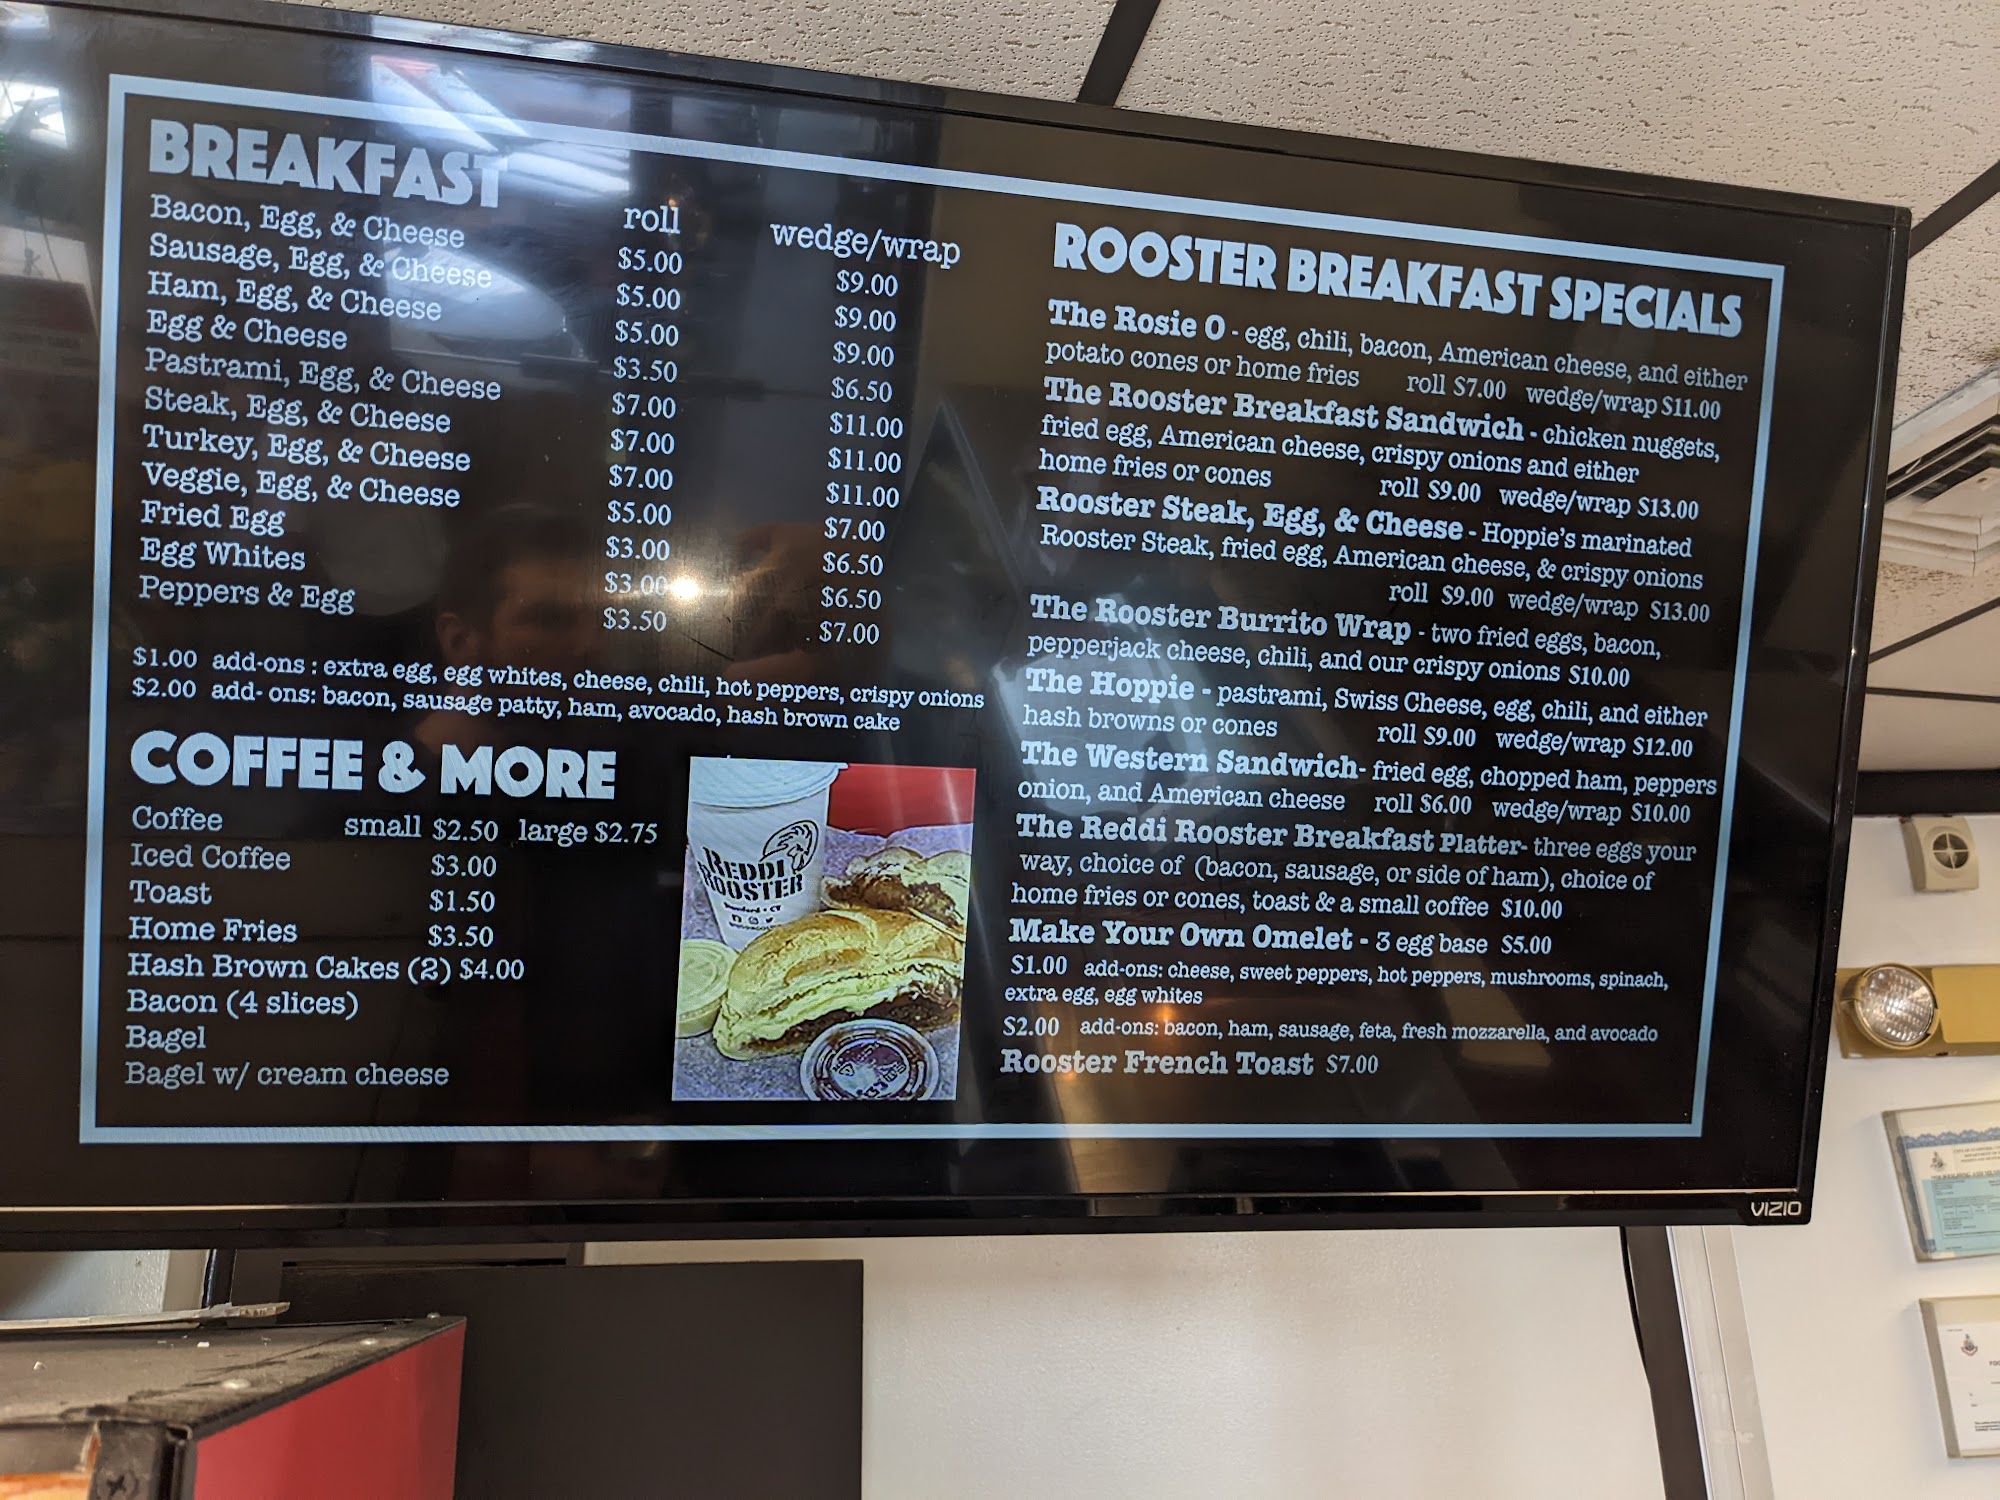 BREAKFAST
roll wedge/wrap
Bacon, Egg, & Cheese $5.00 $9.00
Sausage, Egg, & Cheese $5.00 $9.00
Ham, Egg, & Cheese $5.00 $9.00
Egg & Cheese $3.50 $6.50
Pastrami, Egg, & Cheese $7.00 $11.00
Steak, Egg, & Cheese $7.00 $11.00
Turkey, Egg, & Cheese $7.00 $11.00
Veggie, Egg, & Cheese $5.00 $7.00
Fried Egg $3.00 $6.50
Egg Whites $3.00 $6.50
Peppers & Egg $3.50 $7.00
$1.00 add-ons : extra egg, egg whites, cheese, chili, hot peppers, crispy onions
$2.00 add- ons: bacon, sausage patty, ham, avocado, hash brown cake
COFFEE & MORE
Coffee small $2.50 large $2.75
Iced Coffee $3.00
Toast $1.50
Home Fries $3.50
Hash Brown Cakes (2) $4.00
Bacon (4 slices)
Bagel
Bagel w/ cream cheese
REDDI
ROOSTER
ROOSTER BREAKFAST SPECIALS
The Rosie O - egg, chili, bacon, American cheese, and either
potato cones or home fries roll $7.00 wedge/wrap $11.00
The Rooster Breakfast Sandwich - chicken nuggets,
fried egg, American cheese, crispy onions and either
home fries or cones roll $9.00 wedge/wrap $13.00
Rooster Steak, Egg, & Cheese - Hoppie's marinated
Rooster Steak, fried egg, American cheese, & crispy onions
roll $9.00 wedge/wrap $13.00
The Rooster Burrito Wrap - two fried eggs, bacon,
pepperjack cheese, chili, and our crispy onions $10.00
The Hoppie - pastrami, Swiss Cheese, egg, chili, and either
hash browns or cones roll $9.00 wedge/wrap $12.00
The Western Sandwich- fried egg, chopped ham, peppers
onion, and American cheese roll $6.00 wedge/wrap $10.00
The Reddi Rooster Breakfast Platter- three eggs your
way, choice of (bacon, sausage, or side of ham), choice of
home fries or cones, toast & a small coffee $10.00
Make Your Own Omelet - 3 egg base $5.00
$1.00 add-ons: cheese, sweet peppers, hot peppers, mushrooms, spinach,
extra egg, egg whites
$2.00 add-ons: bacon, ham, sausage, feta, fresh mozzarella, and avocado
Rooster French Toast $7.00
VIZIO